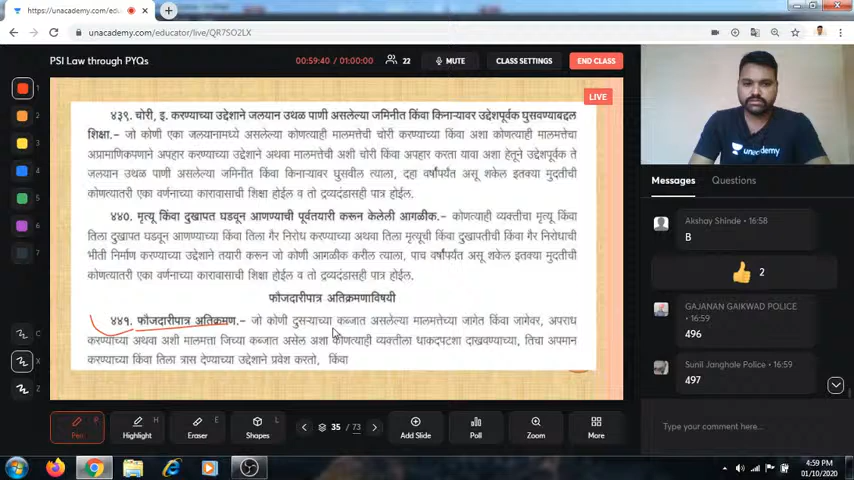 https://unacademy.com/edu
unacademy.com/educator/live/QR7SO2LX
PSI Law through PYQs
00:59:40 / 01:00:00
22
MUTE
CLASS SETTINGS
END CLASS
LIVE
४३९. चोरी, इ. करण्याच्या उद्देशाने जलयान उथळ पाणी असलेल्या जमिनीत किंवा किनाऱ्यावर उद्देशपूर्वक घुसवण्याबद्दल
शिक्षा.- जो कोणी एका जलयानामध्ये असलेल्या कोणत्याही मालमत्तेची चोरी करण्याच्या किंवा अशा कोणत्याही मालमत्तेचा
अप्रामाणिकपणाने अपहार करण्याच्या उद्देशाने अथवा मालमत्तेची अशी चोरी किंवा अपहार करता यावा अशा हेतूने उद्देशपूर्वक ते
जलयान उथळ पाणी असलेल्या जमिनीत किंवा किनाऱ्यावर घुसवील त्याला, दहा वर्षांपर्यंत असू शकेल इतक्या मुदतीची
कोणत्यातरी एका वर्णनाच्या कारावासाची शिक्षा होईल व तो द्रव्यदंडासही पात्र होईल.
४४०. मृत्यू किंवा दुखापत घडवून आणण्याची पूर्वतयारी करून केलेली आगळीक.- कोणत्याही व्यक्तीचा मृत्यू किंवा
तिला दुखापत घडवून आणण्याच्या किंवा तिला गैर निरोध करण्याच्या अथवा तिला मृत्यूची किंवा दुखापतीची किंवा गैर निरोधाची
भीती निर्माण करण्याच्या उद्देशाने तयारी करून जो कोणी आगळीक करील त्याला, पाच वर्षांपर्यंत असू शकेल इतक्या मुदतीची
कोणत्यातरी एका वर्णनाच्या कारावासाची शिक्षा होईल व तो द्रव्यदंडासही पात्र होईल.
फौजदारीपात्र अतिक्रमणाविषयी
४४१. फौजदारीपात्र अतिक्रमण.- जो कोणी दुसऱ्याच्या कब्जात असलेल्या मालमत्तेच्या जागेत किंवा जागेवर, अपराध
करण्याच्या अथवा अशी मालमत्ता जिच्या कब्जात असेल अशा कोणत्याही व्यक्तीला धाकदपटशा दाखवण्याच्या, तिचा अपमान
करण्याच्या किंवा तिला त्रास देण्याच्या उद्देशाने प्रवेश करतो, किंवा
unacademy
Messages
Questions
Akshay Shinde • 16:58
B
2
GAJANAN GAIKWAD POLICE
• 16:59
496
Sunil Janghale Police • 16:59
497
Type your comment here...
1
2
3
4
5
6
7
C
X
Z
Pen
P
Highlight
H
Eraser
E
Shapes
L
35 / 73
Add Slide
Poll
Zoom
More
4:59 PM
01/10/2020